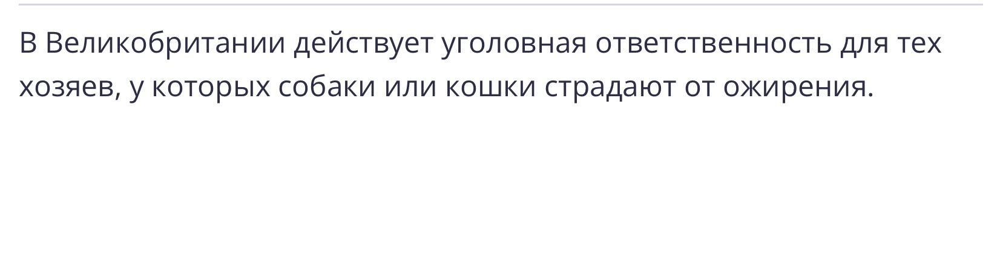 В Великобритании действует уголовная ответственность для тех
хозяев, у которых собаки или кошки страдают от ожирения.